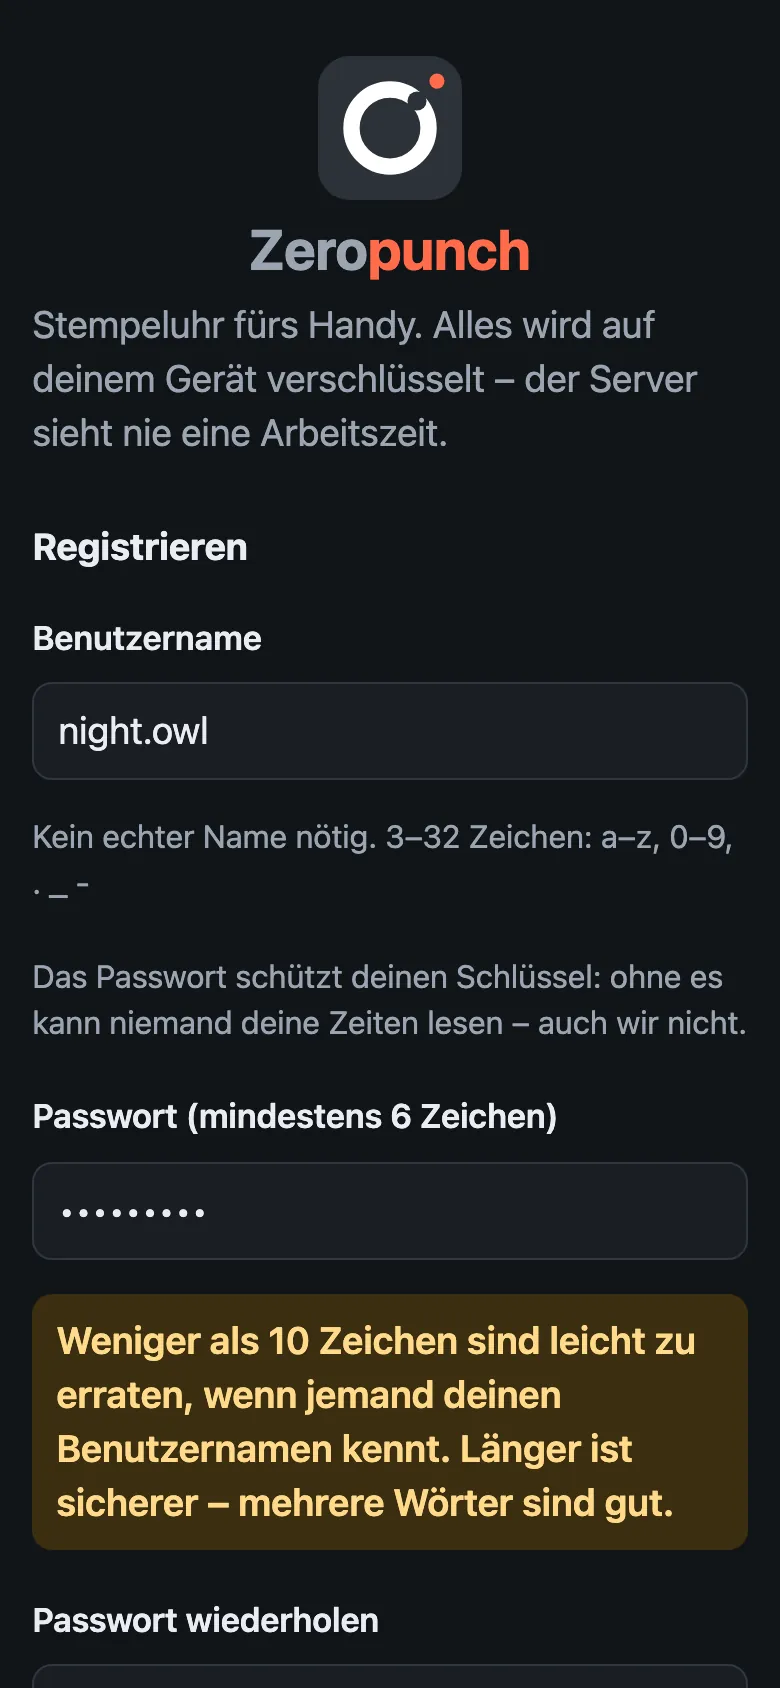 Zeropunch
Stempeluhr fürs Handy. Alles wird auf
deinem Gerät verschlüsselt – der Server
sieht nie eine Arbeitszeit.
Registrieren
Benutzername
night.owl
Kein echter Name nötig. 3–32 Zeichen: a–z, 0–9,
. _ -
Das Passwort schützt deinen Schlüssel: ohne es
kann niemand deine Zeiten lesen – auch wir nicht.
Passwort (mindestens 6 Zeichen)
•••••••••
Weniger als 10 Zeichen sind leicht zu
erraten, wenn jemand deinen
Benutzernamen kennt. Länger ist
sicherer – mehrere Wörter sind gut.
Passwort wiederholen